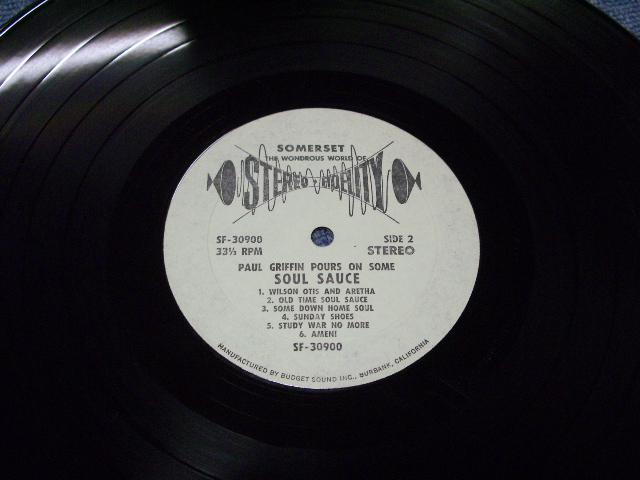 SOMERSET
THE WONDROUS WORLD OF
STEREO-FIDELITY
SF-30900 SIDE 2
33⅓ RPM STEREO
PAUL GRIFFIN POURS ON SOME
SOUL SAUCE
1. WILSON OTIS AND ARETHA
2. OLD TIME SOUL SAUCE
3. SOME DOWN HOME SOUL
4. SUNDAY SHOES
5. STUDY WAR NO MORE
6. AMEN!
SF-30900
MANUFACTURED BY BUDGET SOUND INC., BURBANK, CALIFORNIA